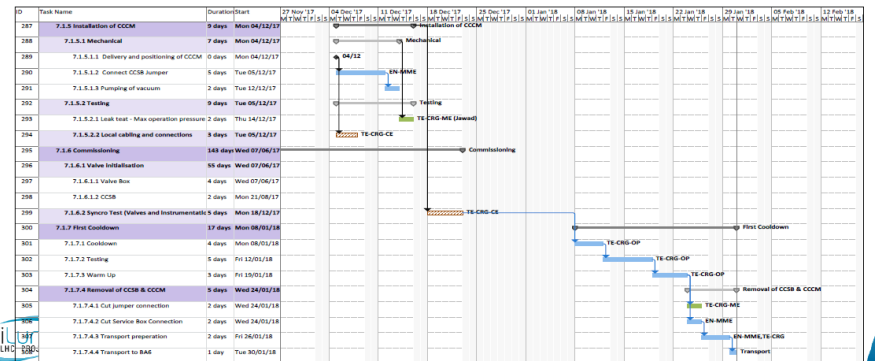 ID Task Name Duration Start 27 Nov '17 04 Dec '17 11 Dec '17 18 Dec '17 25 Dec '17 01 Jan '18 08 Jan '18 15 Jan '18 22 Jan '18 29 Jan '18 05 Feb '18 12 Feb '18
M T W T F S S M T W T F S S M T W T F S S M T W T F S S M T W T F S S M T W T F S S M T W T F S S M T W T F S S M T W T F S S M T W T F S S M T W T F S S M T W T F S S
287 7.1.5 Installation of CCCM 9 days Mon 04/12/17 Installation of CCCM
288 7.1.5.1 Mechanical 7 days Mon 04/12/17 Mechanical
289 7.1.5.1.1 Delivery and positioning of CCCM 0 days Mon 04/12/17 04/12
290 7.1.5.1.2 Connect CCSB Jumper 5 days Tue 05/12/17 EN-MME
291 7.1.5.1.3 Pumping of vacuum 2 days Tue 12/12/17
292 7.1.5.2 Testing 9 days Tue 05/12/17 Testing
293 7.1.5.2.1 Leak teat - Max operation pressure 2 days Thu 14/12/17 TE-CRG-ME (Jawad)
294 7.1.5.2.2 Local cabling and connections 3 days Tue 05/12/17 TE-CRG-CE
295 7.1.6 Commissioning 143 days Wed 07/06/17 Commissioning
296 7.1.6.1 Valve Initialisation 55 days Wed 07/06/17
297 7.1.6.1.1 Valve Box 4 days Wed 07/06/17
298 7.1.6.1.2 CCSB 2 days Mon 21/08/17
299 7.1.6.2 Syncro Test (Valves and Instrumentatic 5 days Mon 18/12/17 TE-CRG-CE
300 7.1.7 First Cooldown 17 days Mon 08/01/18 First Cooldown
301 7.1.7.1 Cooldown 4 days Mon 08/01/18 TE-CRG-OP
302 7.1.7.2 Testing 5 days Fri 12/01/18 TE-CRG-OP
303 7.1.7.3 Warm Up 3 days Fri 19/01/18 TE-CRG-OP
304 7.1.7.4 Removal of CCSB & CCCM 5 days Wed 24/01/18 Removal of CCSB & CCCM
305 7.1.7.4.1 Cut jumper connection 2 days Wed 24/01/18 TE-CRG-ME
306 7.1.7.4.2 Cut Service Box Connection 2 days Wed 24/01/18 EN-MME
7.1.7.4.3 Transport preperation 2 days Fri 26/01/18 EN-MME,TE-CRG
7.1.7.4.4 Transport to BA6 1 day Tue 30/01/18 Transport
LHC